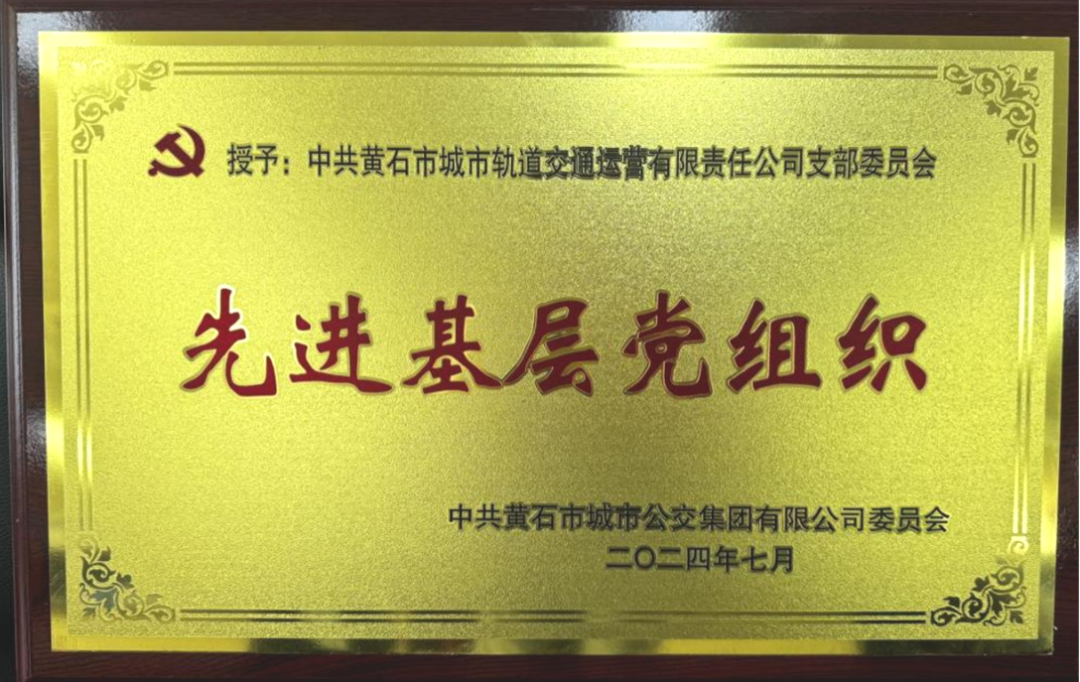 授予：中共黄石市城市轨道交通运营有限责任公司支部委员会
先进基层党组织
中共黄石市城市公交集团有限公司委员会
二〇二四年七月